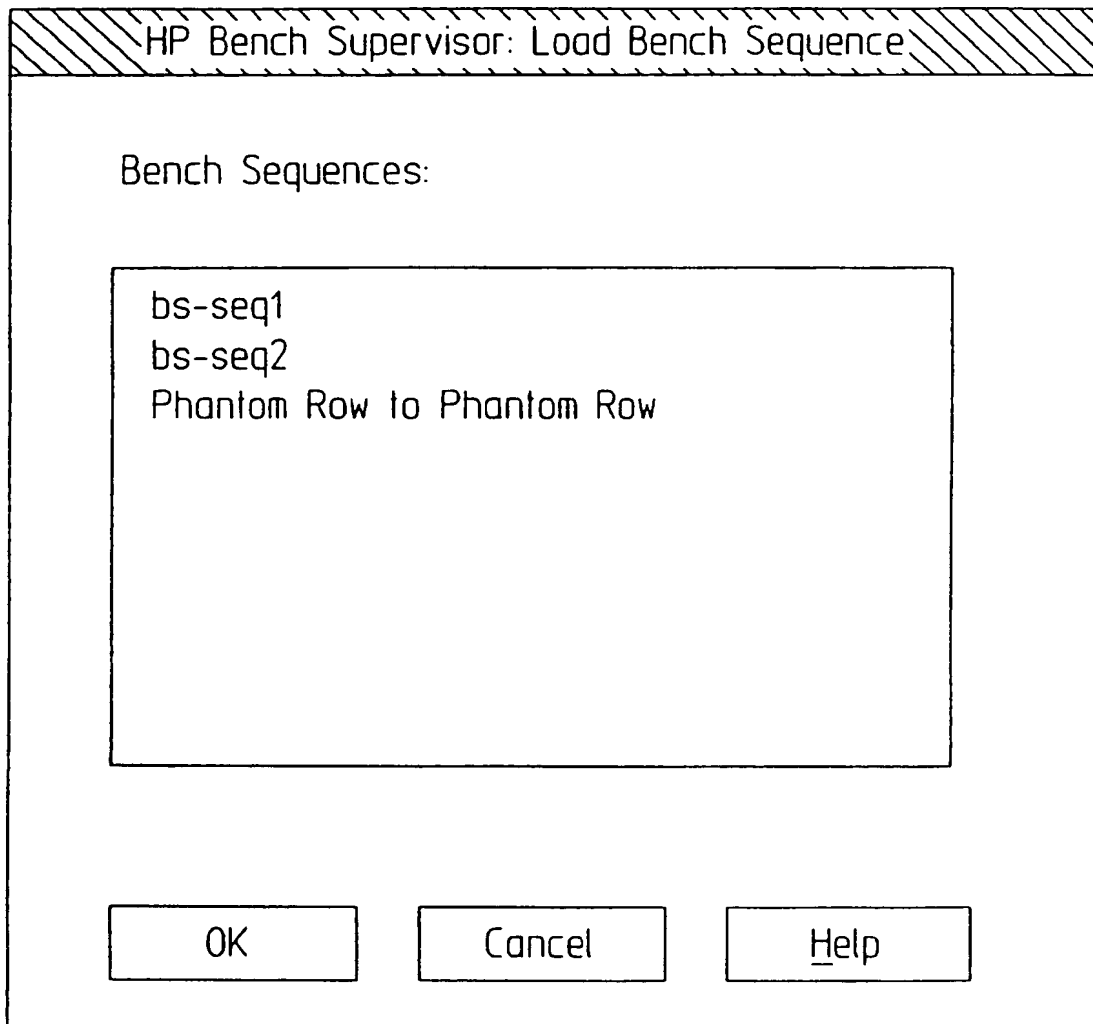 HP Bench Supervisor: Load Bench Sequence
Bench Sequences:
bs-seq1
bs-seq2
Phantom Row to Phantom Row
OK
Cancel
Help